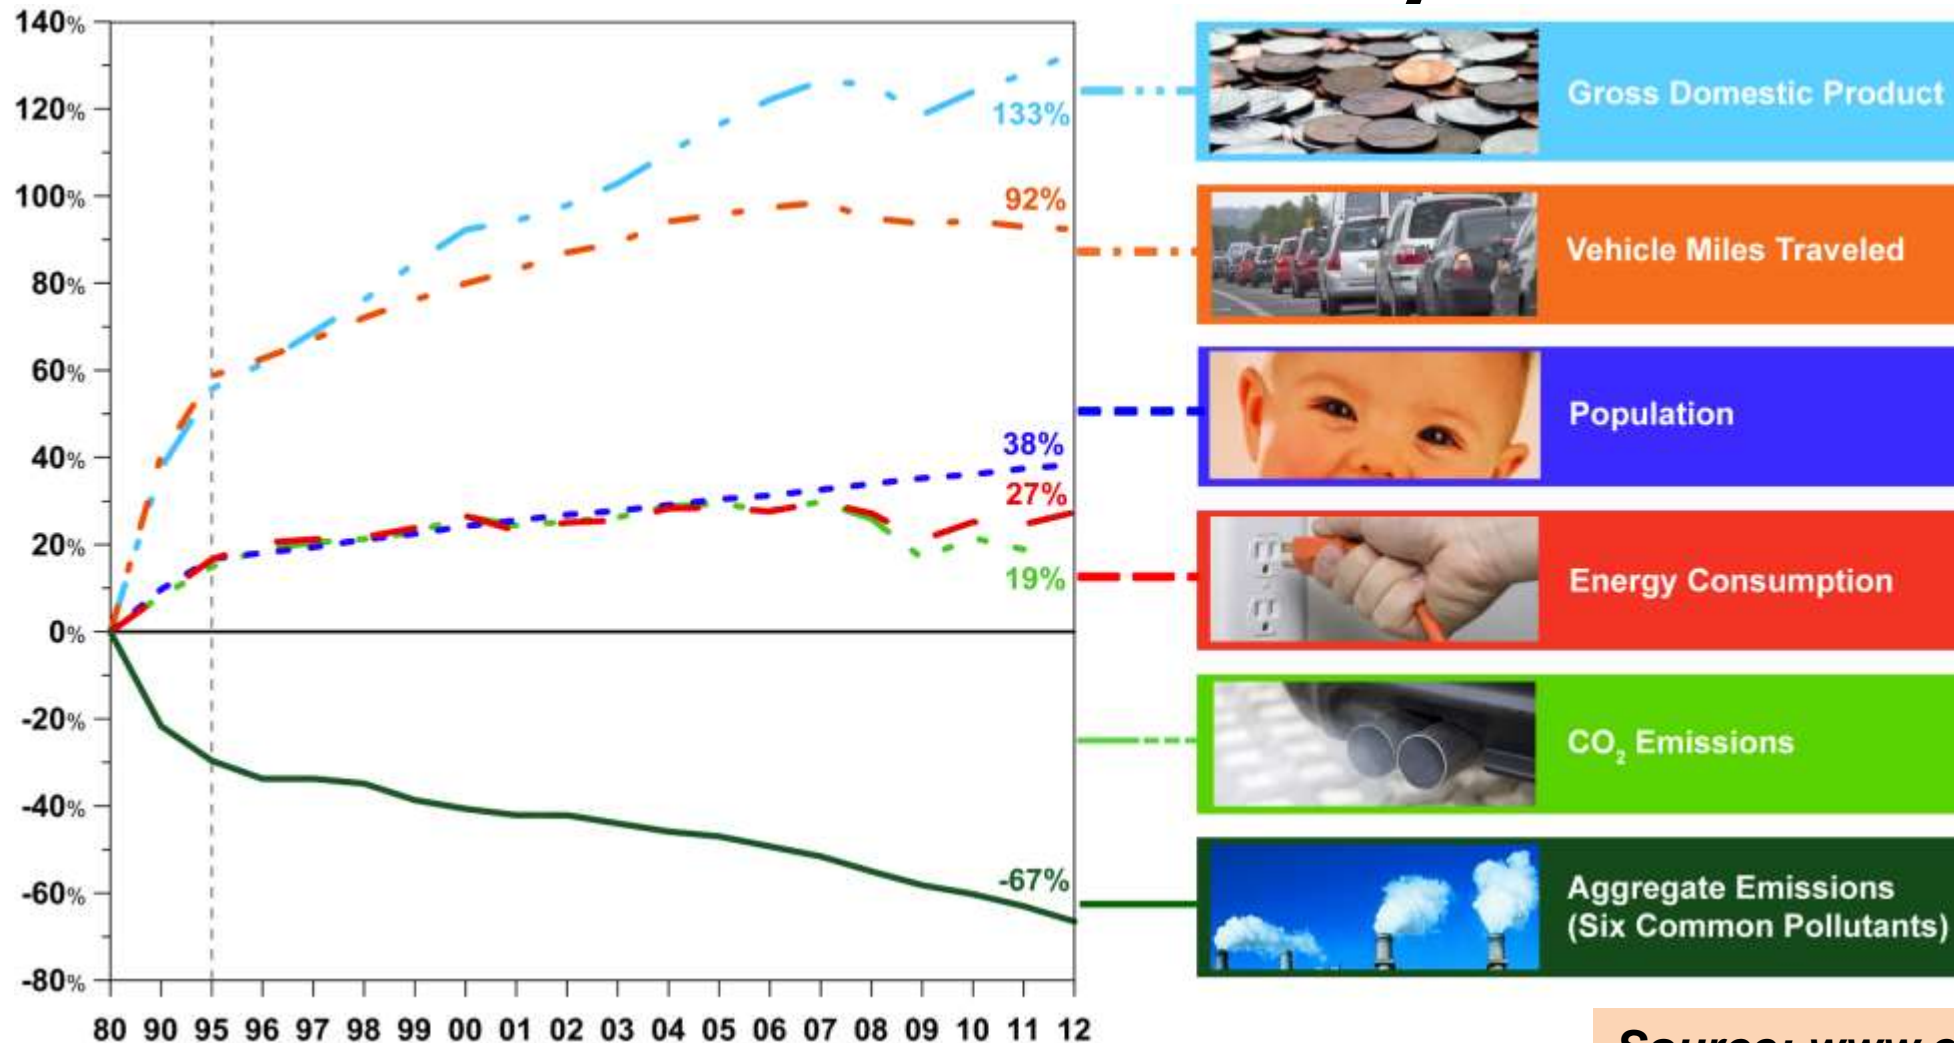 140%
120%
100%
80%
60%
40%
20%
0%
-20%
-40%
-60%
-80%
80 90 95 96 97 98 99 00 01 02 03 04 05 06 07 08 09 10 11 12
133%
92%
38%
27%
19%
-67%
Gross Domestic Product
Vehicle Miles Traveled
Population
Energy Consumption
CO₂ Emissions
Aggregate Emissions
(Six Common Pollutants)